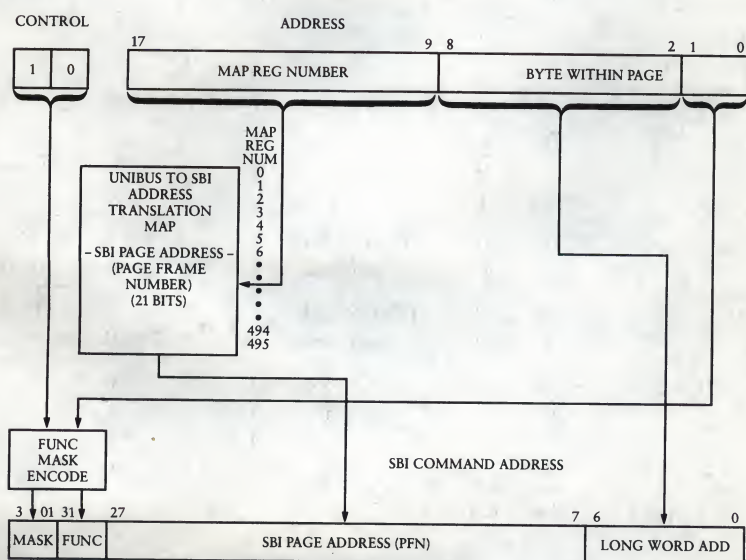 CONTROL
ADDRESS
17 9 8 2 1 0
1 0
MAP REG NUMBER
BYTE WITHIN PAGE
MAP
REG
NUM
0
1
2
3
4
5
6
494
495
UNIBUS TO SBI
ADDRESS
TRANSLATION
MAP
– SBI PAGE ADDRESS –
(PAGE FRAME
NUMBER)
(21 BITS)
FUNC
MASK
ENCODE
SBI COMMAND ADDRESS
3 01 31 27 7 6 0
MASK FUNC SBI PAGE ADDRESS (PFN) LONG WORD ADD